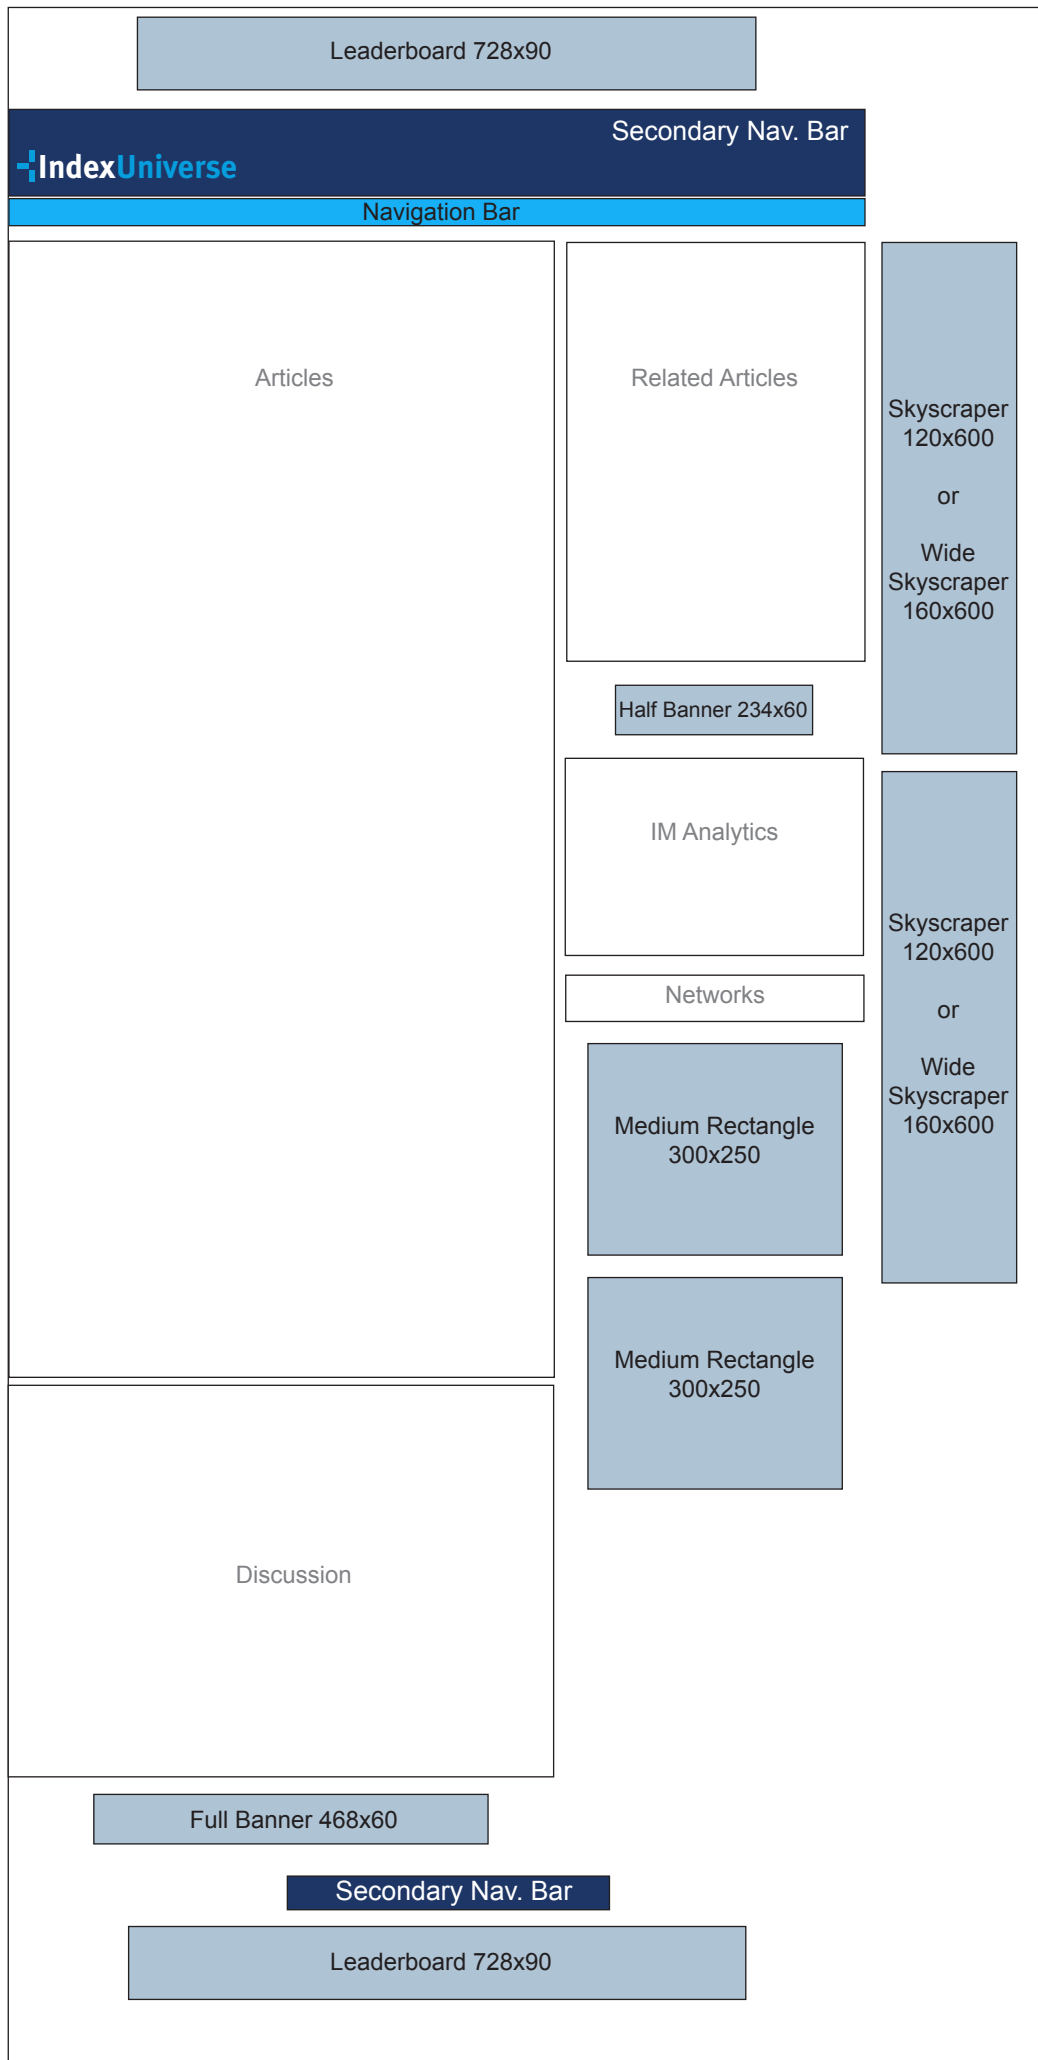 Leaderboard 728x90
Secondary Nav. Bar
IndexUniverse
Navigation Bar
Articles
Related Articles
Skyscraper
120x600
or
Wide
Skyscraper
160x600
Half Banner 234x60
IM Analytics
Skyscraper
120x600
or
Wide
Skyscraper
160x600
Networks
Medium Rectangle
300x250
Medium Rectangle
300x250
Discussion
Full Banner 468x60
Secondary Nav. Bar
Leaderboard 728x90